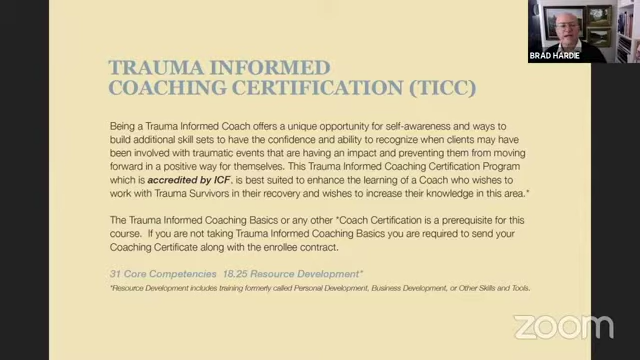 BRAD HARDIE
TRAUMA INFORMED
COACHING CERTIFICATION (TICC)
Being a Trauma Informed Coach offers a unique opportunity for self-awareness and ways to
build additional skill sets to have the confidence and ability to recognize when clients may have
been involved with traumatic events that are having an impact and preventing them from moving
forward in a positive way for themselves. This Trauma Informed Coaching Certification Program
which is accredited by ICF, is best suited to enhance the learning of a Coach who wishes to
work with Trauma Survivors in their recovery and wishes to increase their knowledge in this area."
The Trauma Informed Coaching Basics or any other *Coach Certification is a prerequisite for this
course. If you are not taking Trauma Informed Coaching Basics you are required to send your
Coaching Certificate along with the enrollee contract.
31 Core Competencies 18.25 Resource Development*
*Resource Development includes training formerly called Personal Development, Business Development, or Other Skills and Tools.
zoom